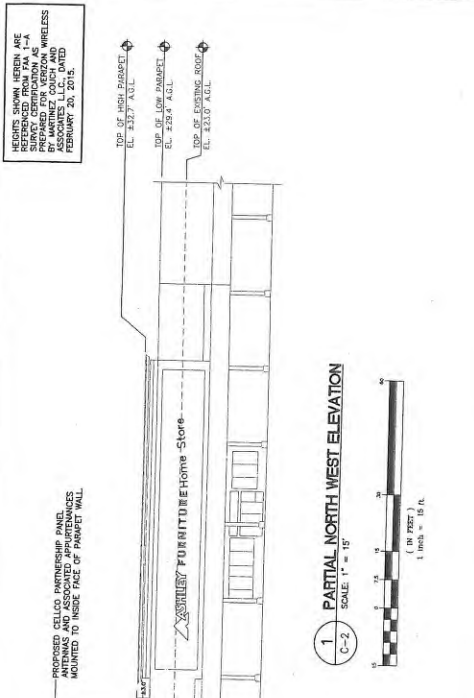 HEIGHTS SHOWN HEREIN ARE
REFERENCED FROM FAA 1-A
SURVEY CERTIFICATION AS
PREPARED FOR VERIZON WIRELESS
BY MARTINEZ COUCH AND
ASSOCIATES L.L.C., DATED
FEBRUARY 20, 2015.
TOP OF HIGH PARAPET
EL. ±32.7' A.G.L.
TOP OF LOW PARAPET
EL. ±29.4' A.G.L.
TOP OF EXISTING ROOF
EL. ±23.0' A.G.L.
PROPOSED CELLCO PARTNERSHIP PANEL
ANTENNAS AND ASSOCIATED APPURTENANCES
MOUNTED TO INSIDE FACE OF PARAPET WALL.
ASHLEY FURNITURE Home Store
±3.0'
1
C-2
PARTIAL NORTH WEST ELEVATION
SCALE: 1" = 15'
15 0 7.5 15 30 60
( IN FEET )
1 inch = 15 ft.